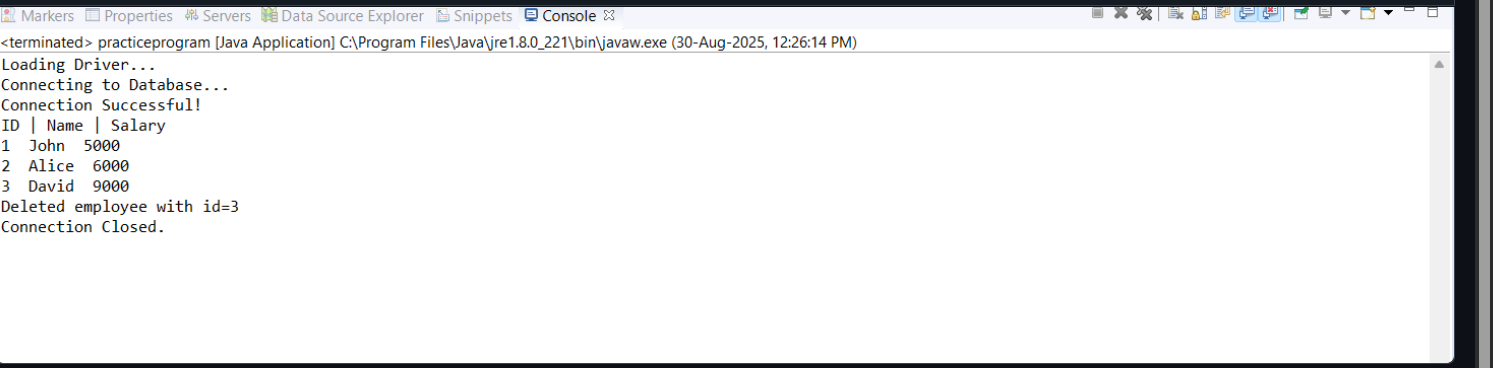 Markers Properties Servers Data Source Explorer Snippets Console
<terminated> practiceprogram [Java Application] C:\Program Files\Java\jre1.8.0_221\bin\javaw.exe (30-Aug-2025, 12:26:14 PM)
Loading Driver...
Connecting to Database...
Connection Successful!
ID | Name | Salary
1  John  5000
2  Alice  6000
3  David  9000
Deleted employee with id=3
Connection Closed.